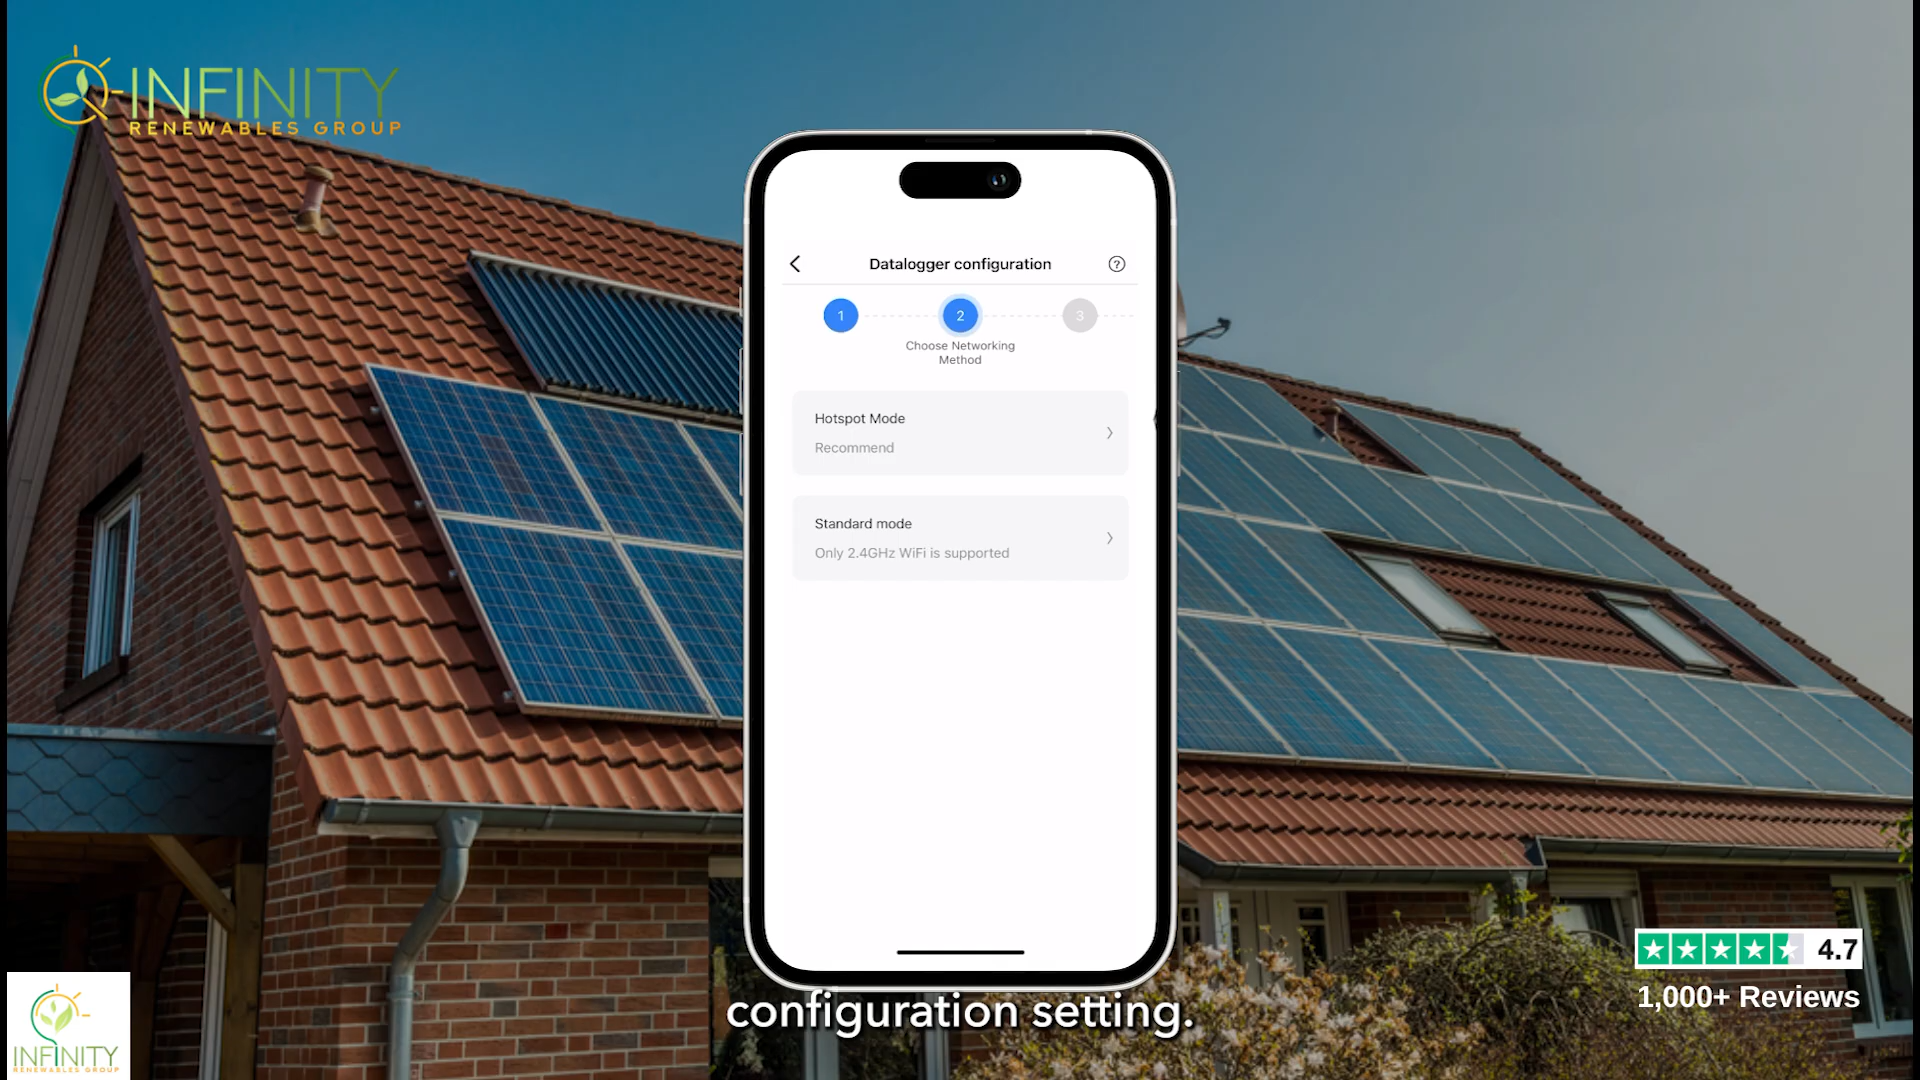 INFINITY
RENEWABLES GROUP
Datalogger configuration
?
1
2
3
Choose Networking
Method
Hotspot Mode
Recommend
Standard mode
Only 2.4GHz WiFi is supported
configuration setting.
4.7
1,000+ Reviews
INFINITY
RENEWABLES GROUP